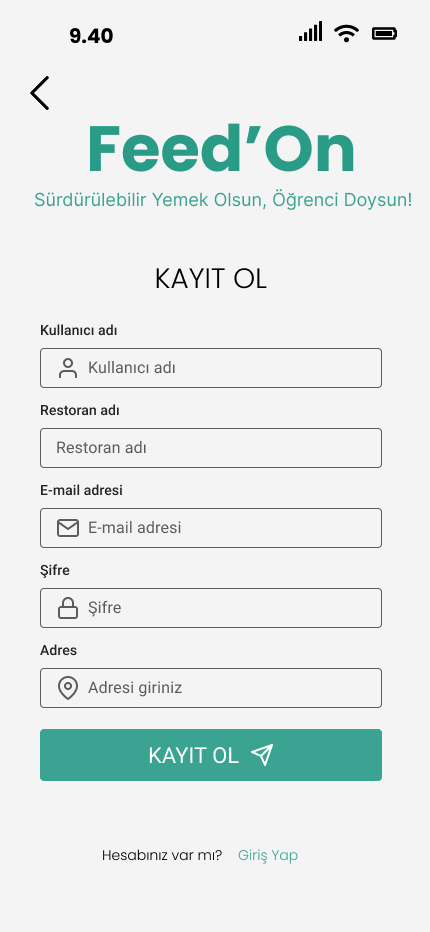 9.40
Feed’On
Sürdürülebilir Yemek Olsun, Öğrenci Doysun!
KAYIT OL
Kullanıcı adı
Kullanıcı adı
Restoran adı
Restoran adı
E-mail adresi
E-mail adresi
Şifre
Şifre
Adres
Adresi giriniz
KAYIT OL
Hesabınız var mı? Giriş Yap